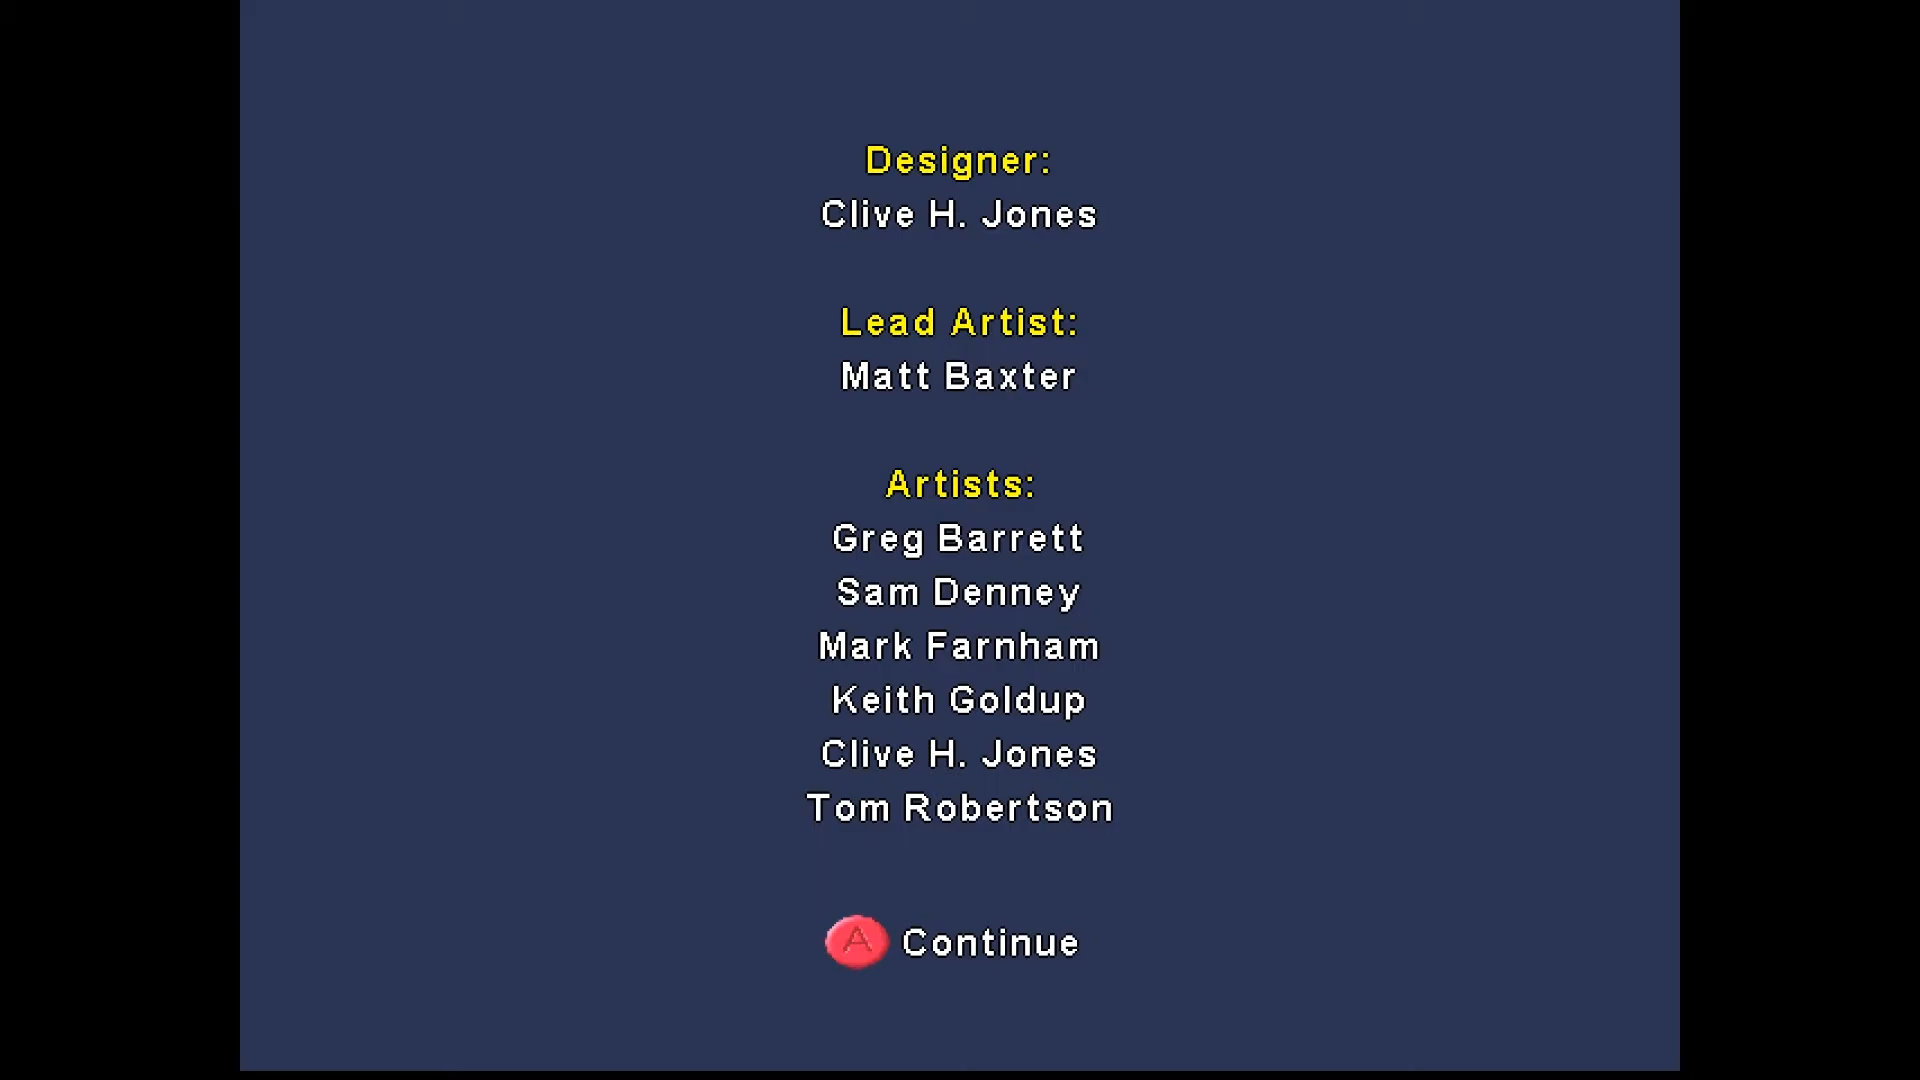 Designer:
Clive H. Jones
Lead Artist:
Matt Baxter
Artists:
Greg Barrett
Sam Denney
Mark Farnham
Keith Goldup
Clive H. Jones
Tom Robertson
A Continue